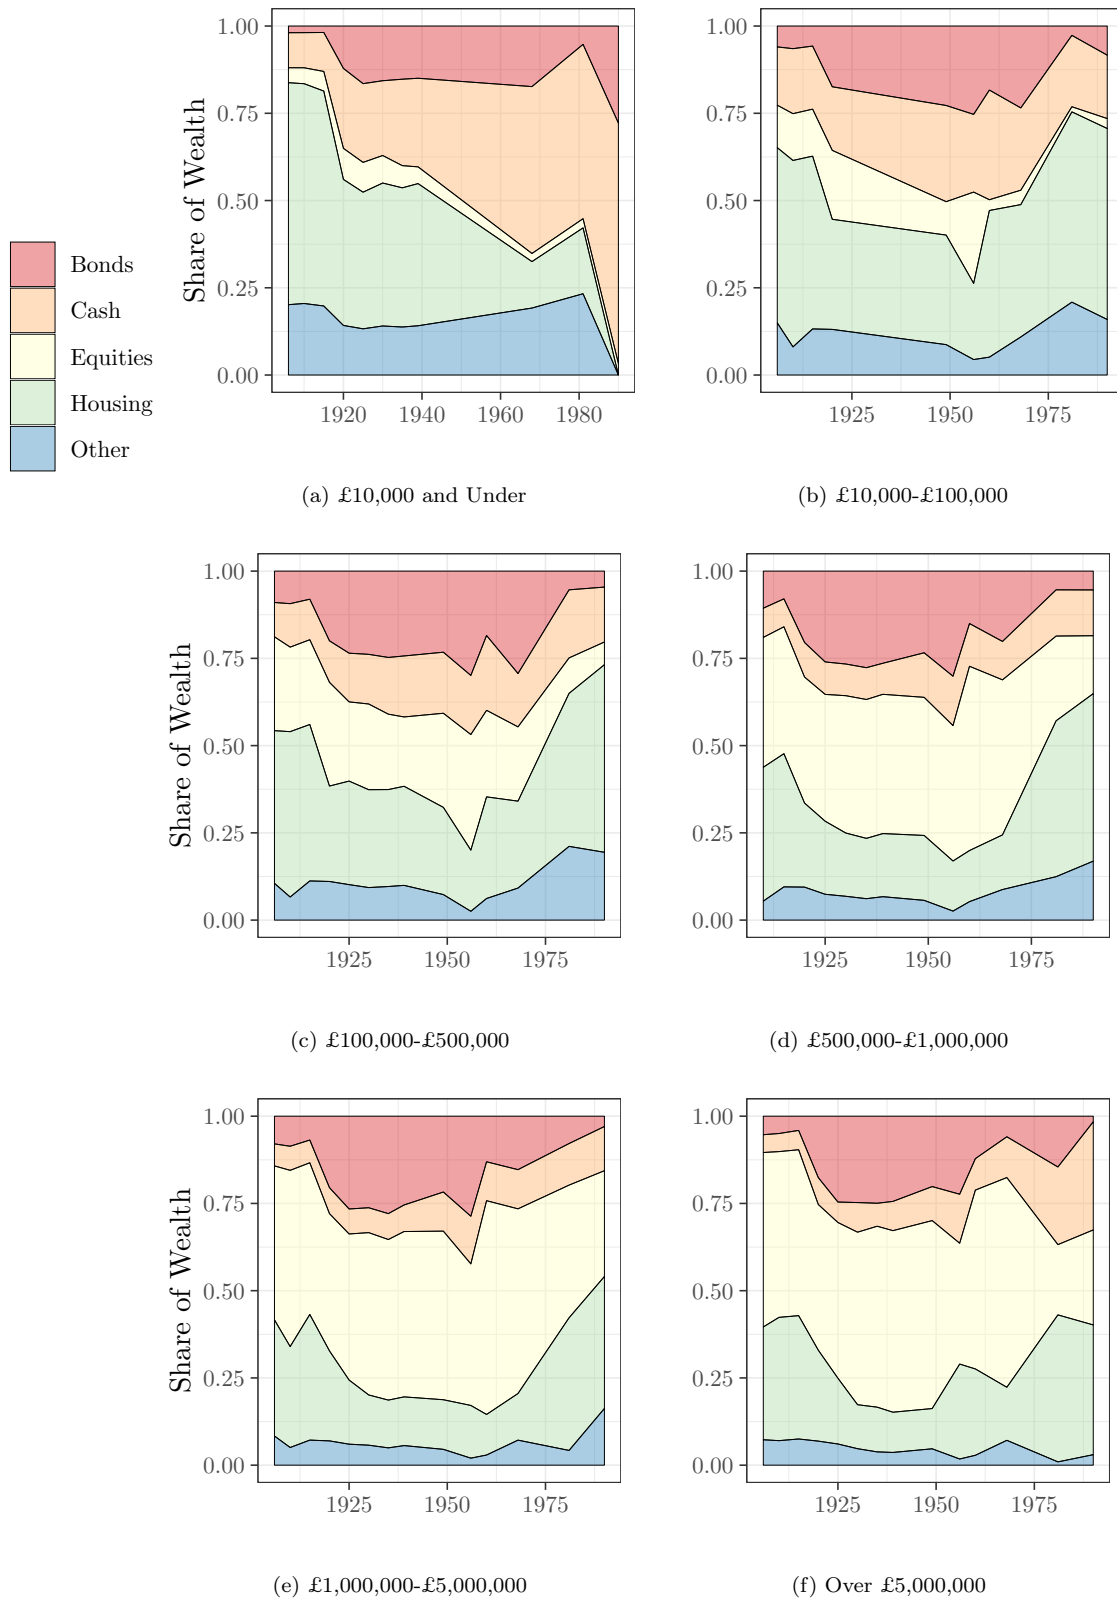 Bonds
Cash
Equities
Housing
Other
Share of Wealth
1.00
0.75
0.50
0.25
0.00
1920 1940 1960 1980
(a) £10,000 and Under
1.00
0.75
0.50
0.25
0.00
1925 1950 1975
(b) £10,000-£100,000
Share of Wealth
1.00
0.75
0.50
0.25
0.00
1925 1950 1975
(c) £100,000-£500,000
1.00
0.75
0.50
0.25
0.00
1925 1950 1975
(d) £500,000-£1,000,000
Share of Wealth
1.00
0.75
0.50
0.25
0.00
1925 1950 1975
(e) £1,000,000-£5,000,000
1.00
0.75
0.50
0.25
0.00
1925 1950 1975
(f) Over £5,000,000